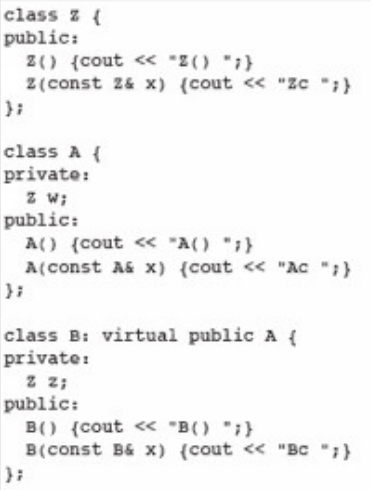 class Z {
public:
  Z() {cout << "Z() ";}
  Z(const Z& x) {cout << "Zc ";}
};

class A {
private:
  Z w;
public:
  A() {cout << "A() ";}
  A(const A& x) {cout << "Ac ";}
};

class B: virtual public A {
private:
  Z z;
public:
  B() {cout << "B() ";}
  B(const B& x) {cout << "Bc ";}
};